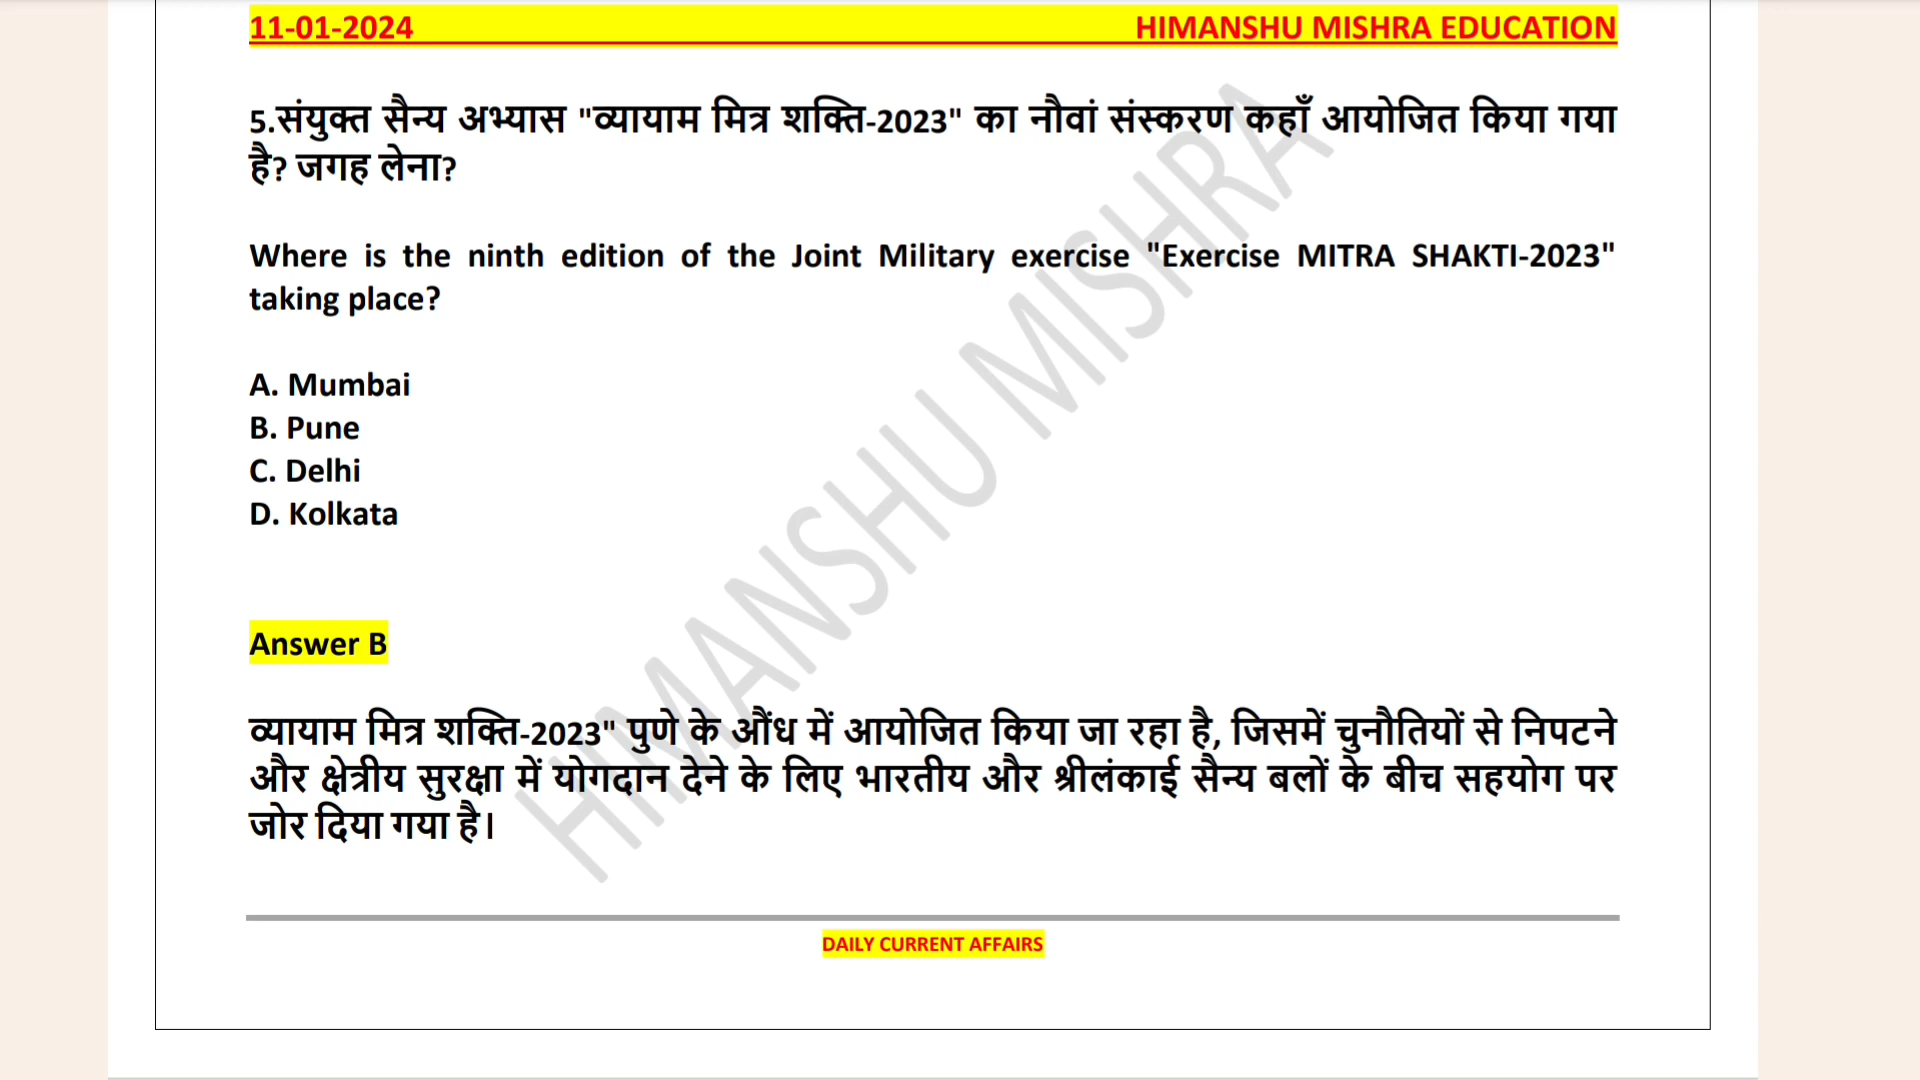 11-01-2024 HIMANSHU MISHRA EDUCATION
5.संयुक्त सैन्य अभ्यास "व्यायाम मित्र शक्ति-2023" का नौवां संस्करण कहाँ आयोजित किया गया
है? जगह लेना?
Where is the ninth edition of the Joint Military exercise "Exercise MITRA SHAKTI-2023"
taking place?
A. Mumbai
B. Pune
C. Delhi
D. Kolkata
Answer B
व्यायाम मित्र शक्ति-2023" पुणे के औंध में आयोजित किया जा रहा है, जिसमें चुनौतियों से निपटने
और क्षेत्रीय सुरक्षा में योगदान देने के लिए भारतीय और श्रीलंकाई सैन्य बलों के बीच सहयोग पर
जोर दिया गया है।
HIMANSHU MISHRA
DAILY CURRENT AFFAIRS